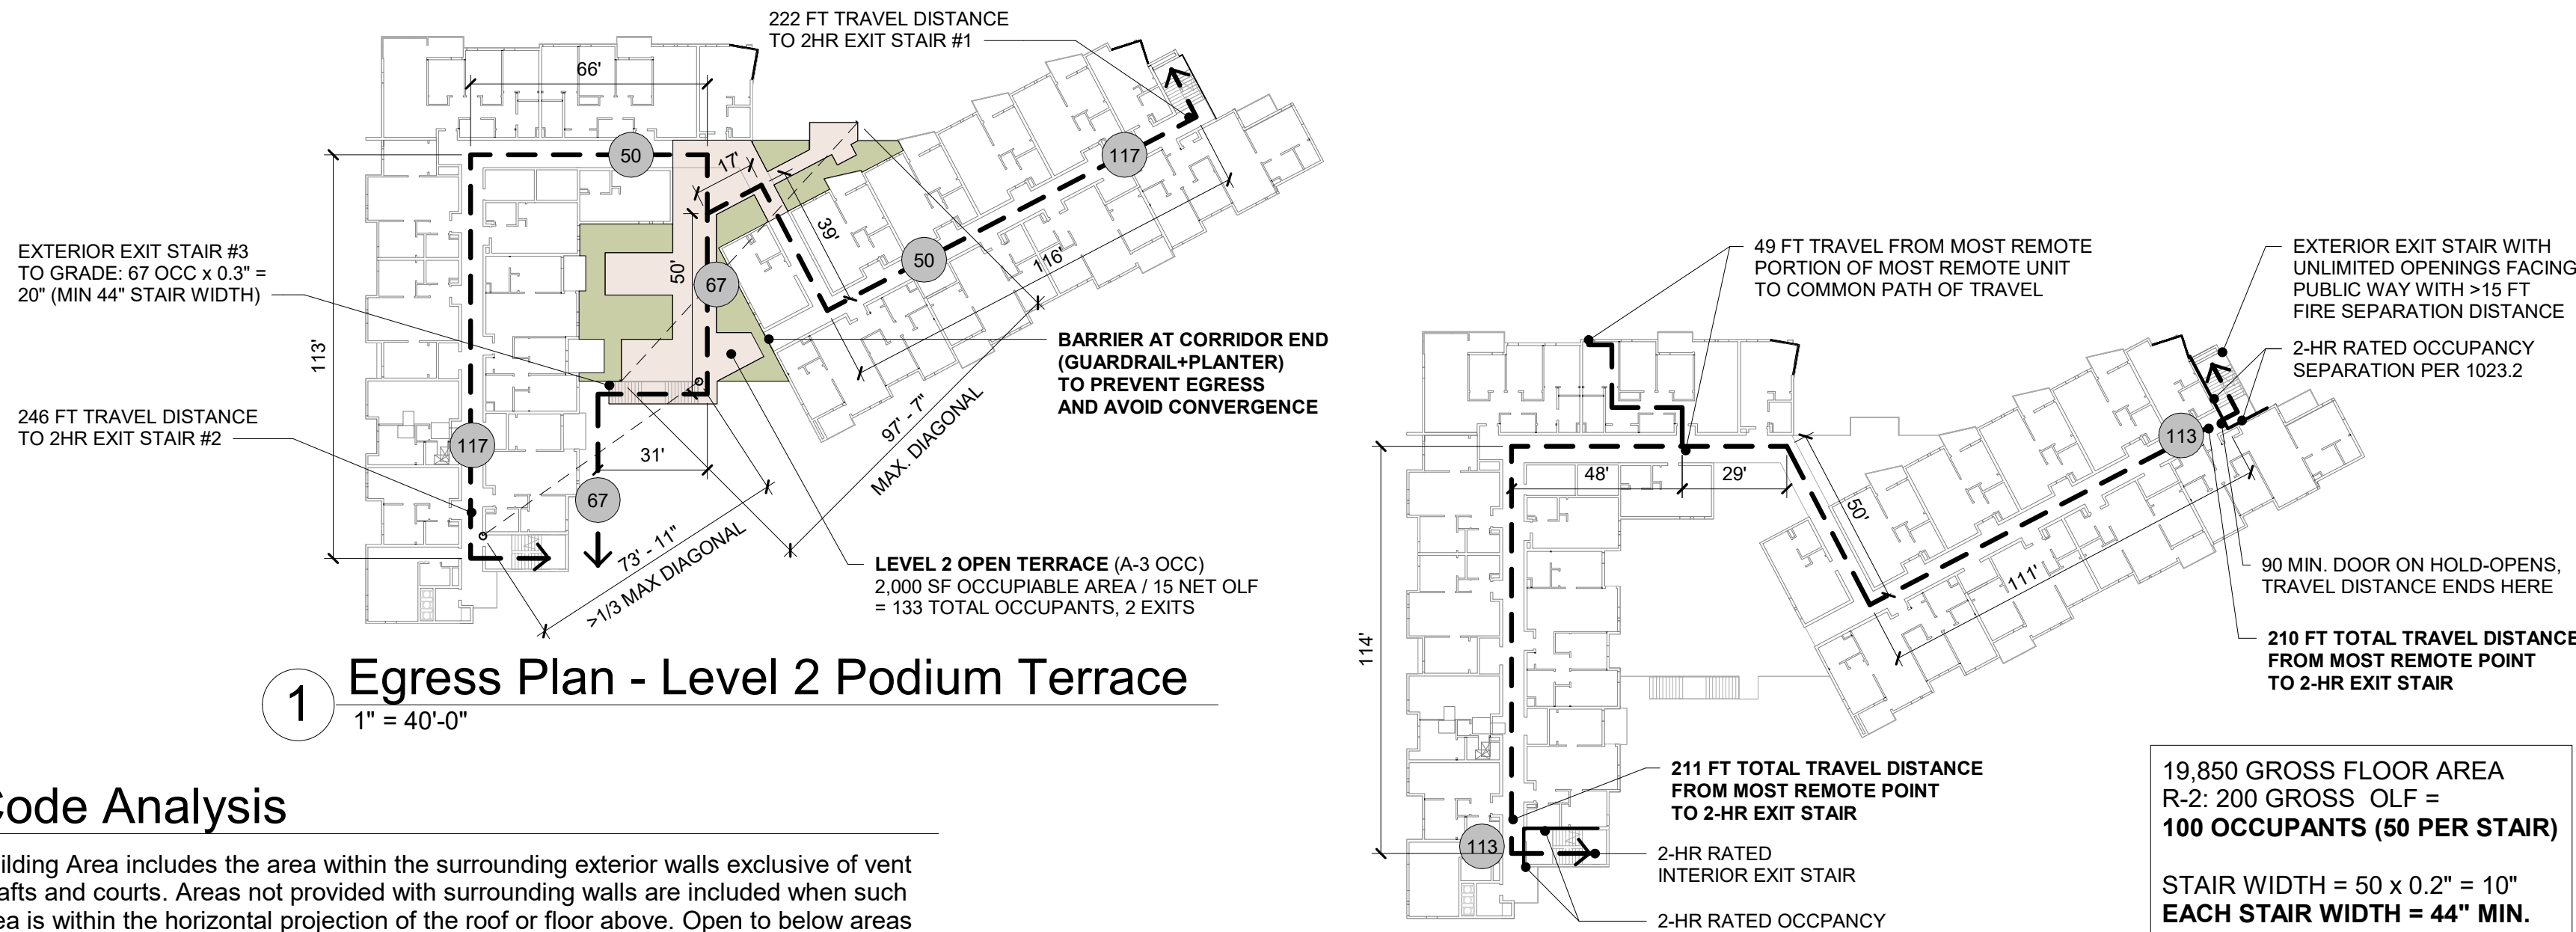 222 FT TRAVEL DISTANCE
TO 2HR EXIT STAIR #1
66'
50
117
17'
39'
50
116'
50'
67
113'
EXTERIOR EXIT STAIR #3
TO GRADE: 67 OCC x 0.3" =
20" (MIN 44" STAIR WIDTH)
246 FT TRAVEL DISTANCE
TO 2HR EXIT STAIR #2
117
31'
67
73' - 11"
>1/3 MAX DIAGONAL
97' - 7"
MAX. DIAGONAL
BARRIER AT CORRIDOR END
(GUARDRAIL+PLANTER)
TO PREVENT EGRESS
AND AVOID CONVERGENCE
LEVEL 2 OPEN TERRACE (A-3 OCC)
2,000 SF OCCUPIABLE AREA / 15 NET OLF
= 133 TOTAL OCCUPANTS, 2 EXITS
1
Egress Plan - Level 2 Podium Terrace
1" = 40'-0"
49 FT TRAVEL FROM MOST REMOTE
PORTION OF MOST REMOTE UNIT
TO COMMON PATH OF TRAVEL
EXTERIOR EXIT STAIR WITH
UNLIMITED OPENINGS FACING
PUBLIC WAY WITH >15 FT
FIRE SEPARATION DISTANCE
2-HR RATED OCCUPANCY
SEPARATION PER 1023.2
113
48'
29'
50'
111'
114'
90 MIN. DOOR ON HOLD-OPENS,
TRAVEL DISTANCE ENDS HERE
210 FT TOTAL TRAVEL DISTANCE
FROM MOST REMOTE POINT
TO 2-HR EXIT STAIR
211 FT TOTAL TRAVEL DISTANCE
FROM MOST REMOTE POINT
TO 2-HR EXIT STAIR
113
2-HR RATED
INTERIOR EXIT STAIR
2-HR RATED OCCPANCY
19,850 GROSS FLOOR AREA
R-2: 200 GROSS OLF =
100 OCCUPANTS (50 PER STAIR)
STAIR WIDTH = 50 x 0.2" = 10"
EACH STAIR WIDTH = 44" MIN.
Code Analysis
ilding Area includes the area within the surrounding exterior walls exclusive of vent
afts and courts. Areas not provided with surrounding walls are included when such
ea is within the horizontal projection of the roof or floor above. Open to below areas